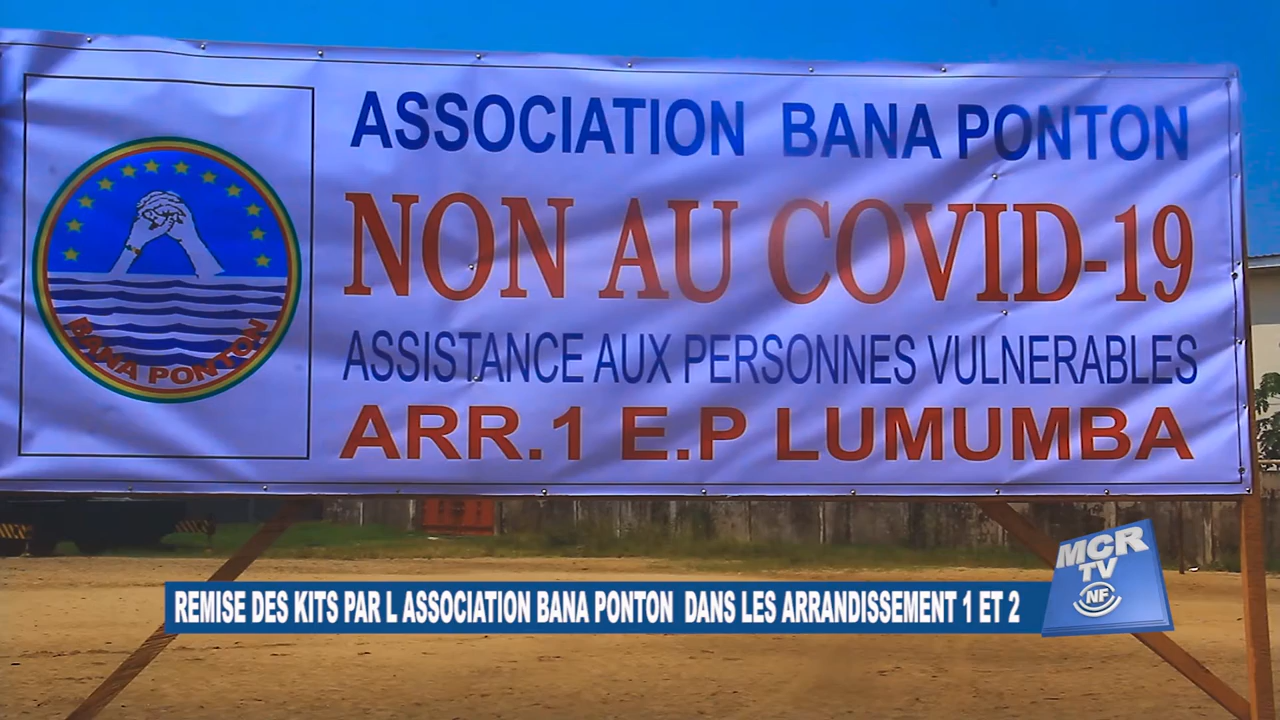 ASSOCIATION BANA PONTON
NON AU COVID-19
ASSISTANCE AUX PERSONNES VULNERABLES
ARR.1 E.P LUMUMBA
BANA PONTON
REMISE DES KITS PAR L ASSOCIATION BANA PONTON DANS LES ARRANDISSEMENT 1 ET 2
MCR
TV
NF